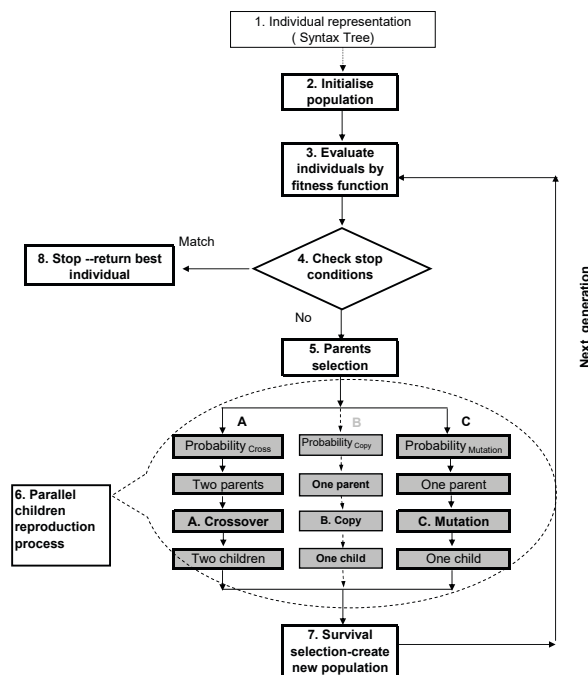 1. Individual representation
( Syntax Tree)
2. Initialise
population
3. Evaluate
individuals by
fitness function
Match
8. Stop --return best
individual
4. Check stop
conditions
No
Next generation
5. Parents
selection
A
B
C
Probability Cross
Probability Copy
Probability Mutation
Two parents
One parent
One parent
6. Parallel
children
reproduction
process
A. Crossover
B. Copy
C. Mutation
Two children
One child
One child
7. Survival
selection-create
new population